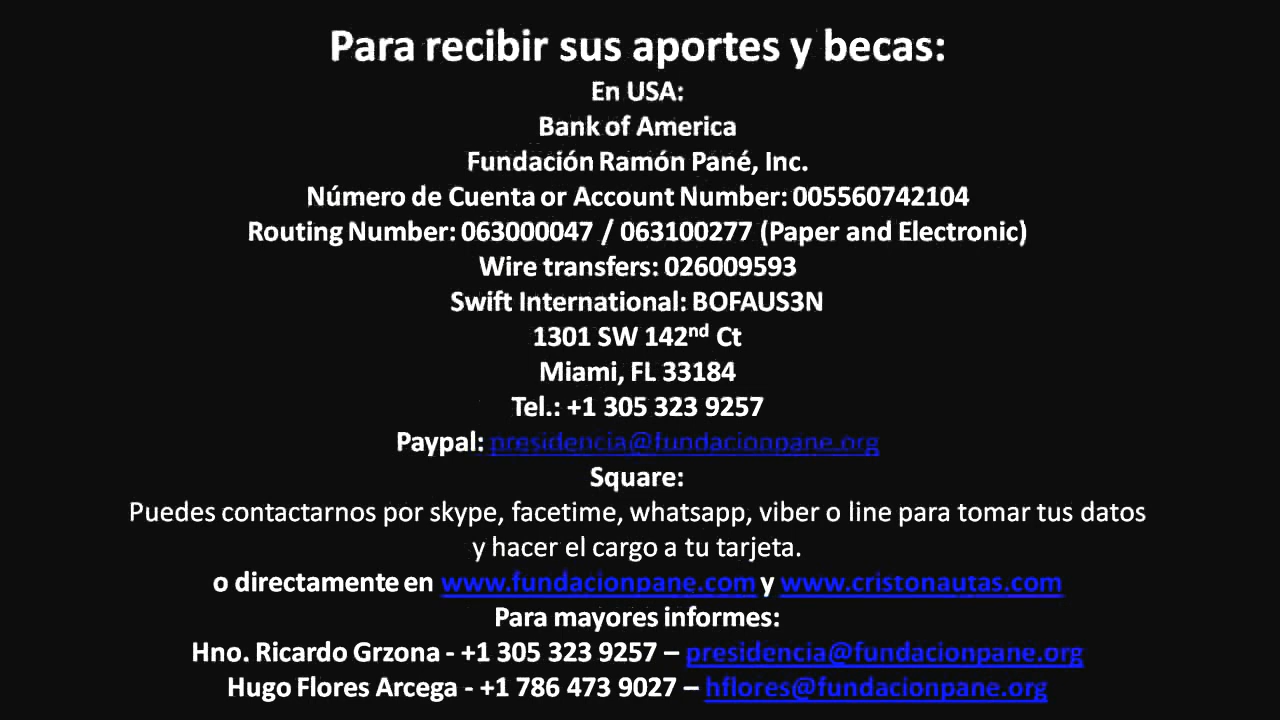 Para recibir sus aportes y becas:
En USA:
Bank of America
Fundación Ramón Pané, Inc.
Número de Cuenta or Account Number: 005560742104
Routing Number: 063000047 / 063100277 (Paper and Electronic)
Wire transfers: 026009593
Swift International: BOFAUS3N
1301 SW 142nd Ct
Miami, FL 33184
Tel.: +1 305 323 9257
Paypal: presidencia@fundacionpane.org
Square:
Puedes contactarnos por skype, facetime, whatsapp, viber o line para tomar tus datos
y hacer el cargo a tu tarjeta.
o directamente en www.fundacionpane.com y www.cristonautas.com
Para mayores informes:
Hno. Ricardo Grzona - +1 305 323 9257 – presidencia@fundacionpane.org
Hugo Flores Arcega - +1 786 473 9027 – hflores@fundacionpane.org